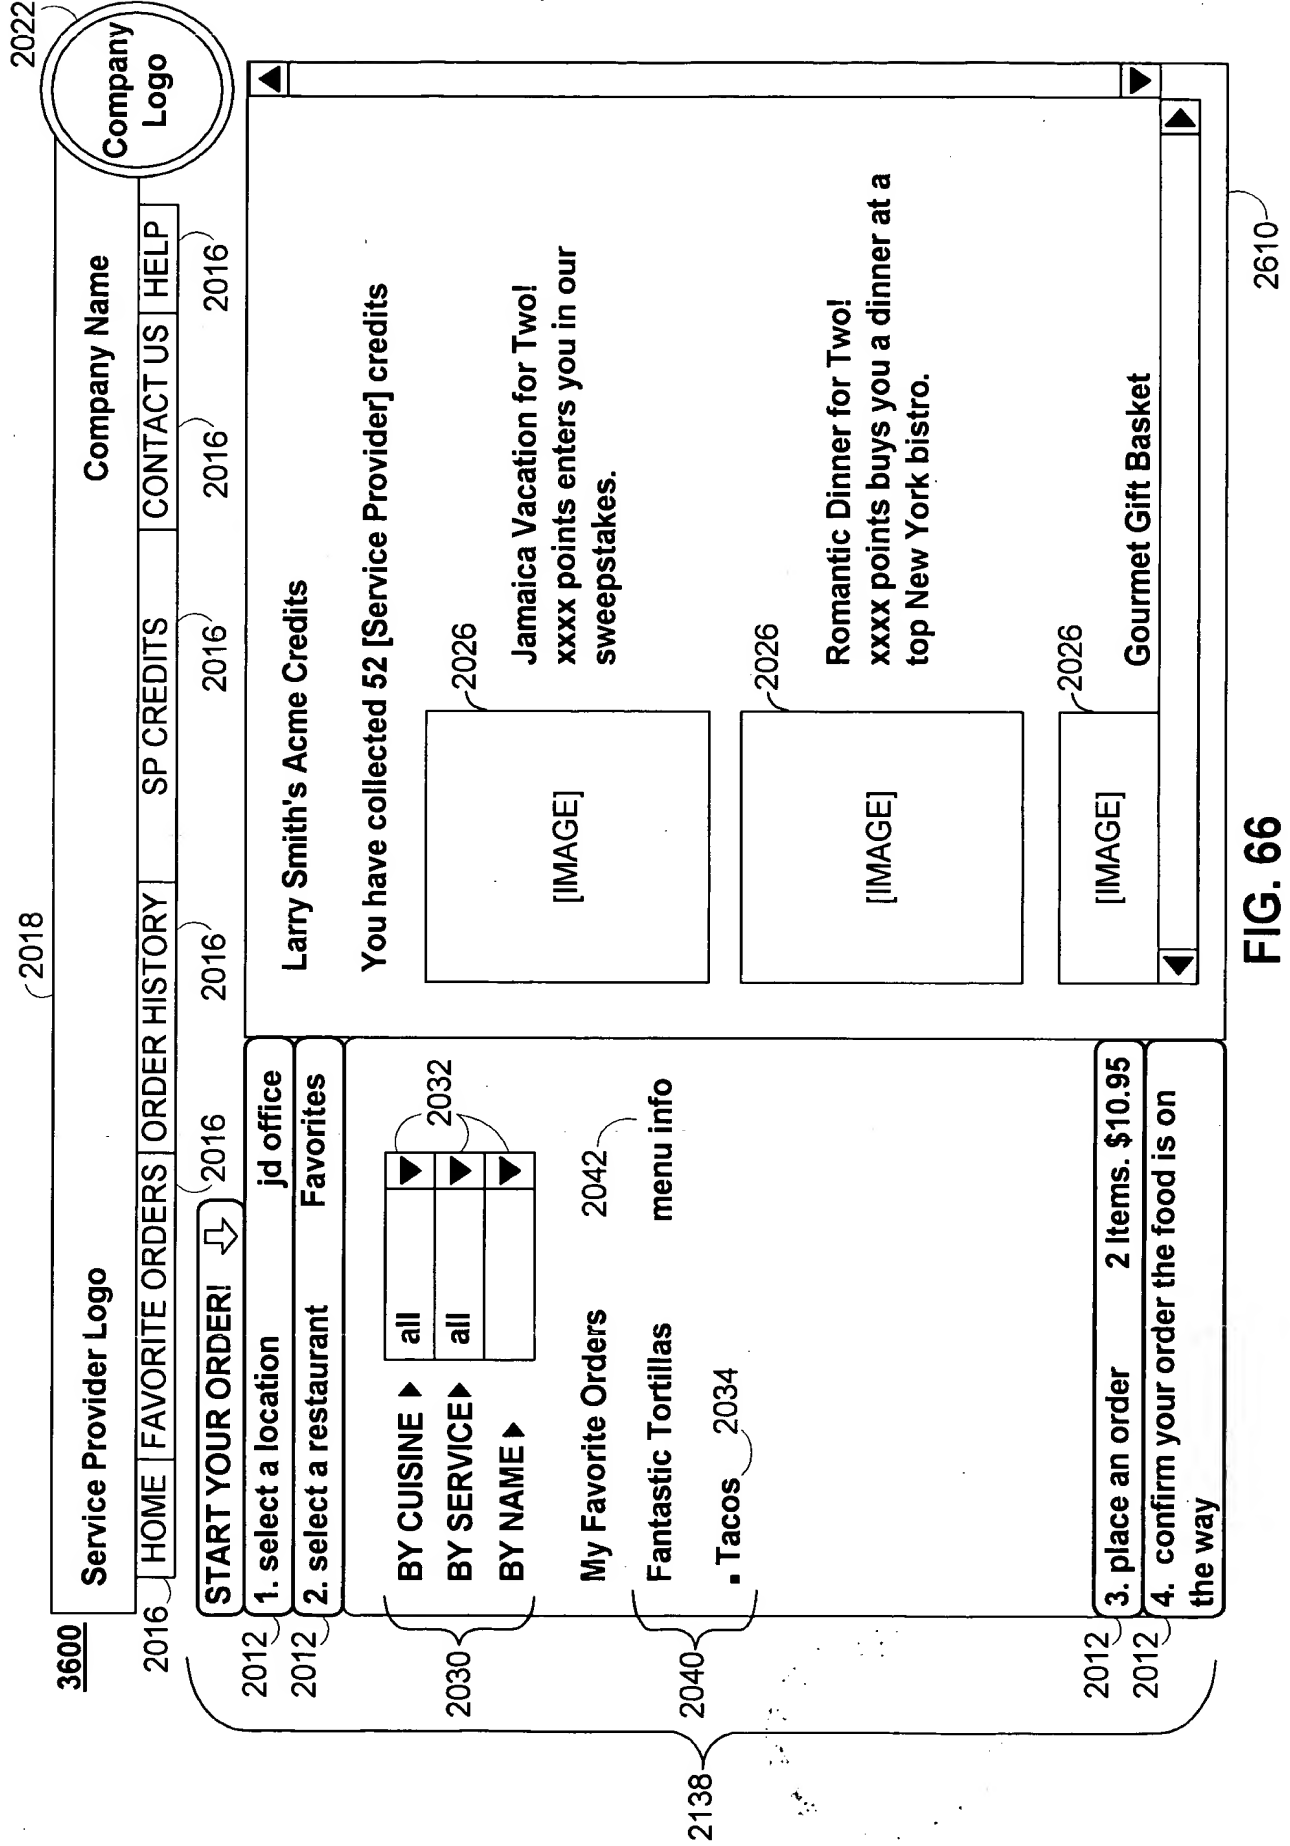 3600
2018
2022
Service Provider Logo
Company Name
Company
Logo
HOME | FAVORITE ORDERS | ORDER HISTORY | SP CREDITS | CONTACT US | HELP
2016
2016
2016
2016
2016
2016
START YOUR ORDER!
2012
1. select a location jd office
2012
2. select a restaurant Favorites
2030
BY CUISINE all
BY SERVICE all
BY NAME
2032
My Favorite Orders
2042
2040
Fantastic Tortillas menu info
▪ Tacos
2034
2012
3. place an order 2 Items. $10.95
2012
4. confirm your order the food is on
the way
2138
Larry Smith's Acme Credits
You have collected 52 [Service Provider] credits
2026
[IMAGE]
Jamaica Vacation for Two!
xxxx points enters you in our
sweepstakes.
2026
[IMAGE]
Romantic Dinner for Two!
xxxx points buys you a dinner at a
top New York bistro.
2026
[IMAGE]
Gourmet Gift Basket
2610
FIG. 66